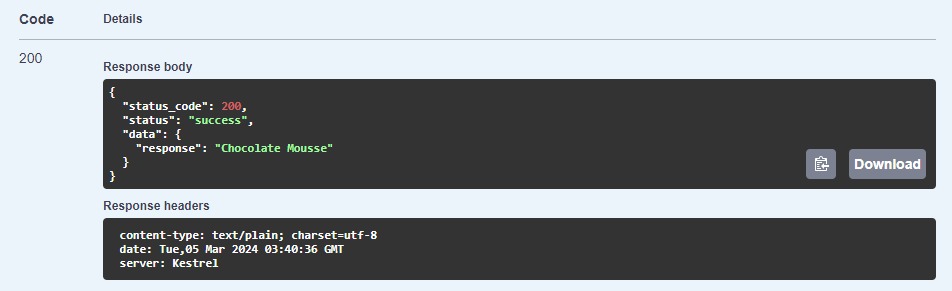 Code Details
200
Response body
{
  "status_code": 200,
  "status": "success",
  "data": {
    "response": "Chocolate Mousse"
  }
}
Download
Response headers
content-type: text/plain; charset=utf-8
date: Tue,05 Mar 2024 03:40:36 GMT
server: Kestrel